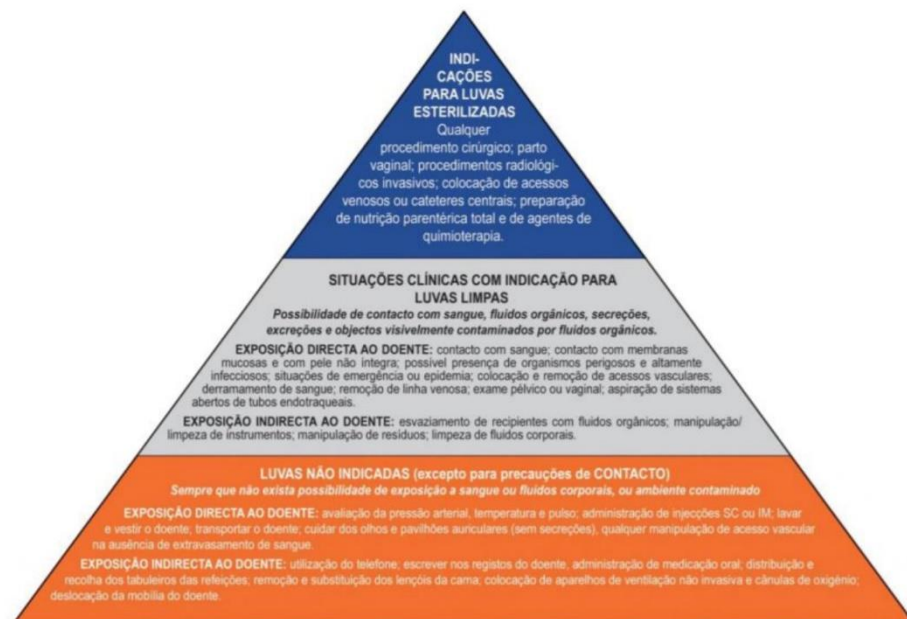 INDI-
CAÇÕES
PARA LUVAS
ESTERILIZADAS
Qualquer
procedimento cirúrgico; parto
vaginal; procedimentos radiológi-
cos invasivos; colocação de acessos
venosos ou cateteres centrais; preparação
de nutrição parentérica total e de agentes de
quimioterapia.
SITUAÇÕES CLÍNICAS COM INDICAÇÃO PARA
LUVAS LIMPAS
Possibilidade de contacto com sangue, fluidos orgânicos, secreções,
excreções e objectos visivelmente contaminados por fluidos orgânicos.
EXPOSIÇÃO DIRECTA AO DOENTE: contacto com sangue; contacto com membranas
mucosas e com pele não íntegra; possível presença de organismos perigosos e altamente
infecciosos; situações de emergência ou epidemia; colocação e remoção de acessos vasculares;
derramamento de sangue; remoção de linha venosa; exame pélvico ou vaginal; aspiração de sistemas
abertos de tubos endotraqueais.
EXPOSIÇÃO INDIRECTA AO DOENTE: esvaziamento de recipientes com fluidos orgânicos; manipulação/
limpeza de instrumentos; manipulação de resíduos; limpeza de fluidos corporais.
LUVAS NÃO INDICADAS (excepto para precauções de CONTACTO)
Sempre que não exista possibilidade de exposição a sangue ou fluidos corporais, ou ambiente contaminado
EXPOSIÇÃO DIRECTA AO DOENTE: avaliação da pressão arterial, temperatura e pulso; administração de injecções SC ou IM; lavar
e vestir o doente; transportar o doente; cuidar dos olhos e pavilhões auriculares (sem secreções), qualquer manipulação de acesso vascular
na ausência de extravasamento de sangue.
EXPOSIÇÃO INDIRECTA AO DOENTE: utilização do telefone; escrever nos registos do doente, administração de medicação oral; distribuição e
recolha dos tabuleiros das refeições; remoção e substituição dos lençóis da cama; colocação de aparelhos de ventilação não invasiva e cânulas de oxigénio;
deslocação da mobília do doente.